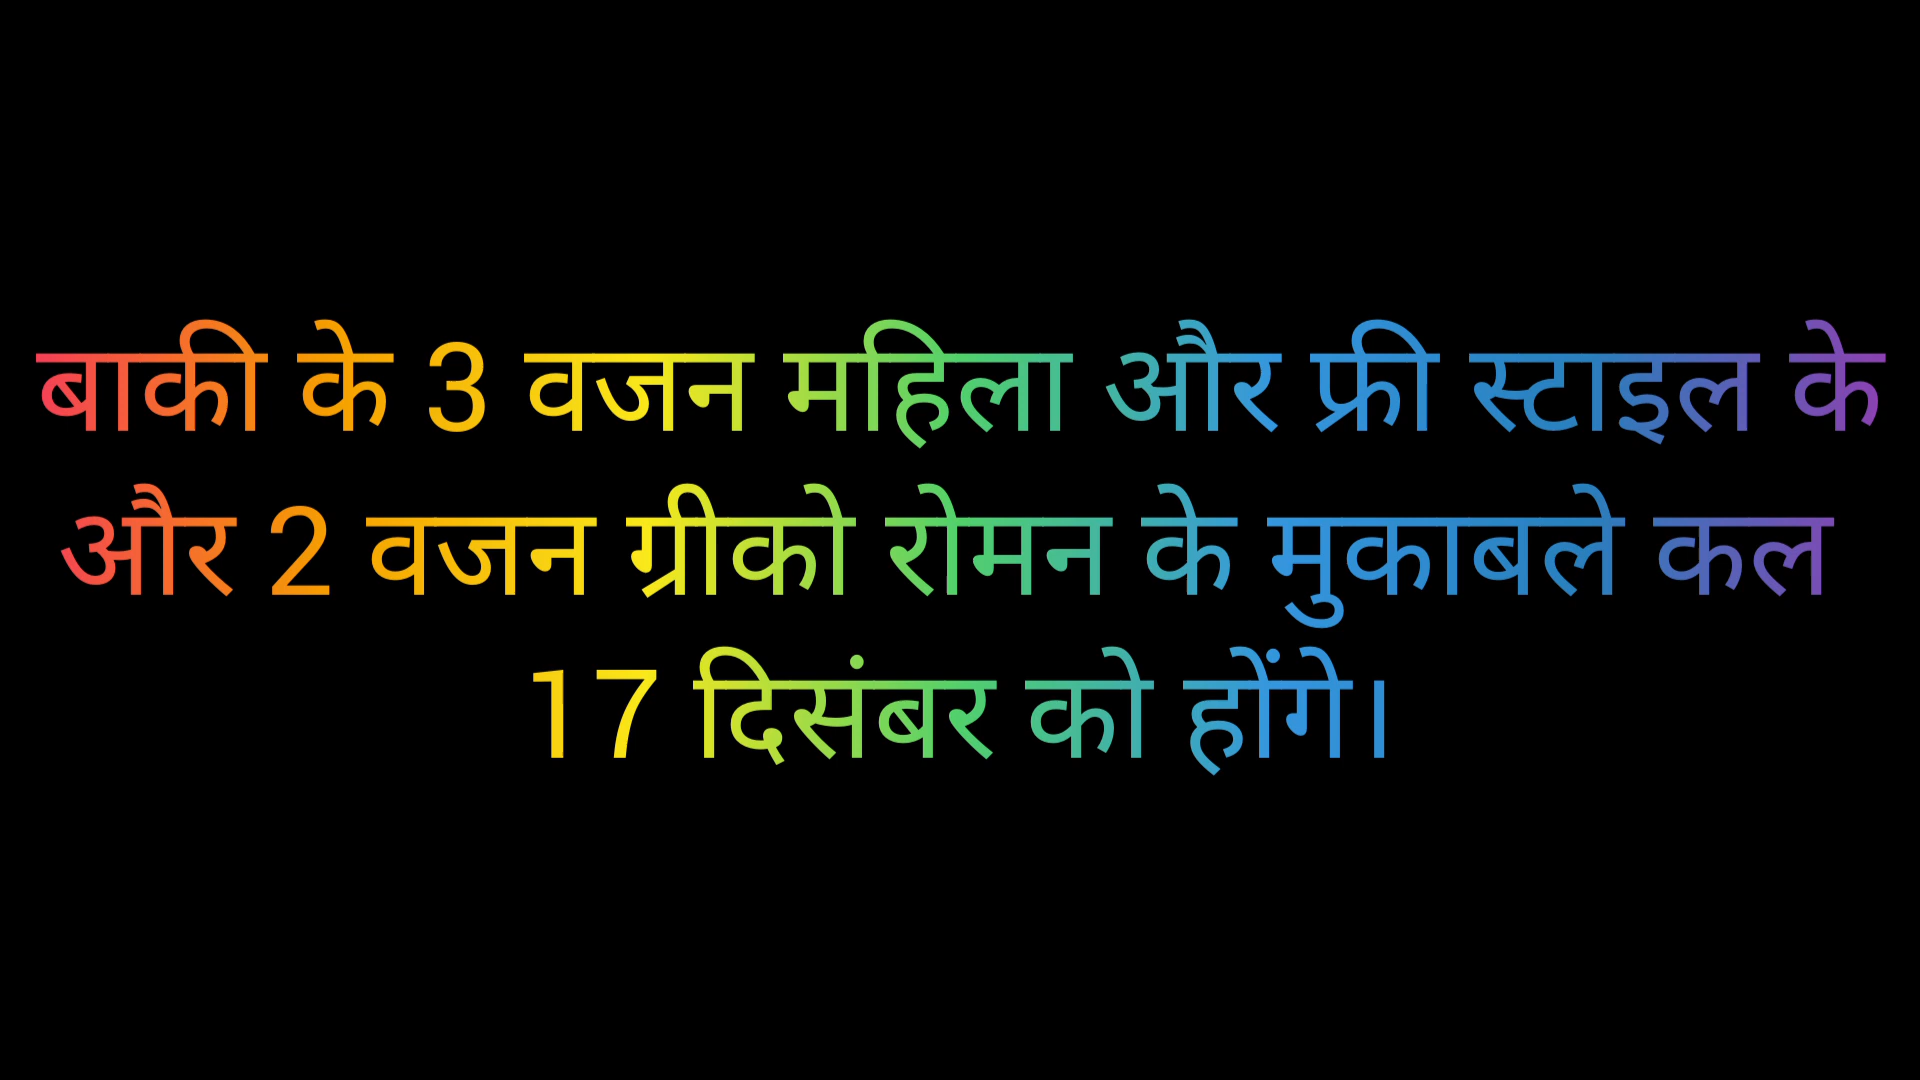 बाकी के 3 वजन महिला और फ्री स्टाइल के
और 2 वजन ग्रीको रोमन के मुकाबले कल
17 दिसंबर को होंगे।